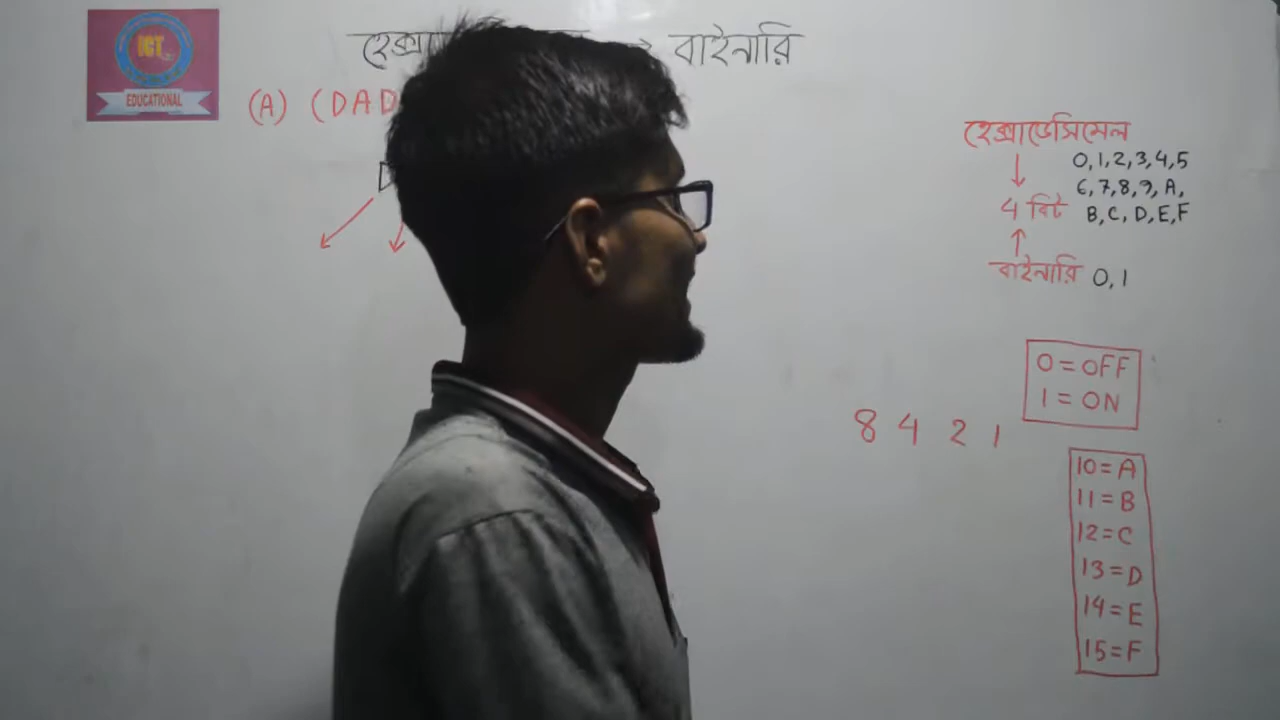 ICT
EDUCATIONAL
বাইনারি
(A) (DAD
হেক্সাডেসিমেল
0,1,2,3,4,5
6,7,8,9,A,
4 বিট B,C,D,E,F
বাইনারি 0,1
0=OFF
1=ON
8 4 2 1
10=A
11=B
12=C
13=D
14=E
15=F